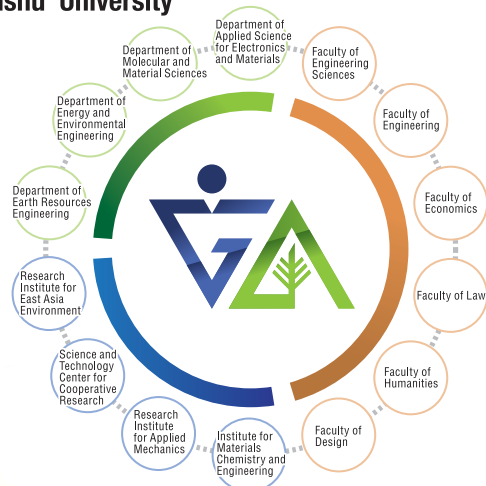 University
Department of
Applied Science
for Electronics
and Materials
Faculty of
Engineering
Sciences
Faculty of
Engineering
Faculty of
Economics
Faculty of Law
Faculty of
Humanities
Faculty of
Design
Institute for
Materials
Chemistry and
Engineering
Research
Institute
for Applied
Mechanics
Science and
Technology
Center for
Cooperative
Research
Research
Institute for
East Asia
Environment
Department of
Earth Resources
Engineering
Department of
Energy and
Environmental
Engineering
Department of
Molecular and
Material Sciences